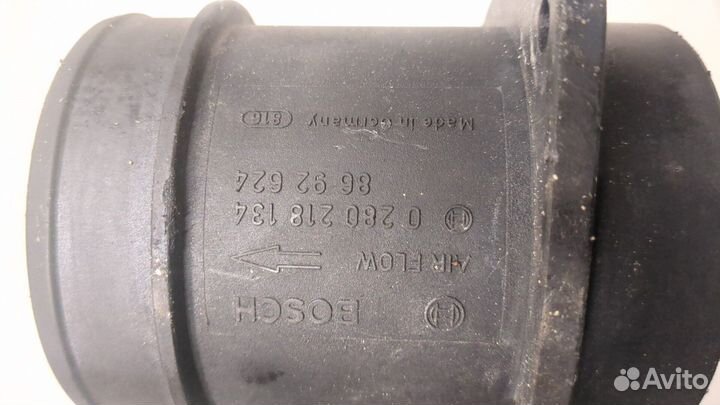 BOSCH
AIR FLOW
0 280 218 134
86 92 624
Made in Germany 816
Avito